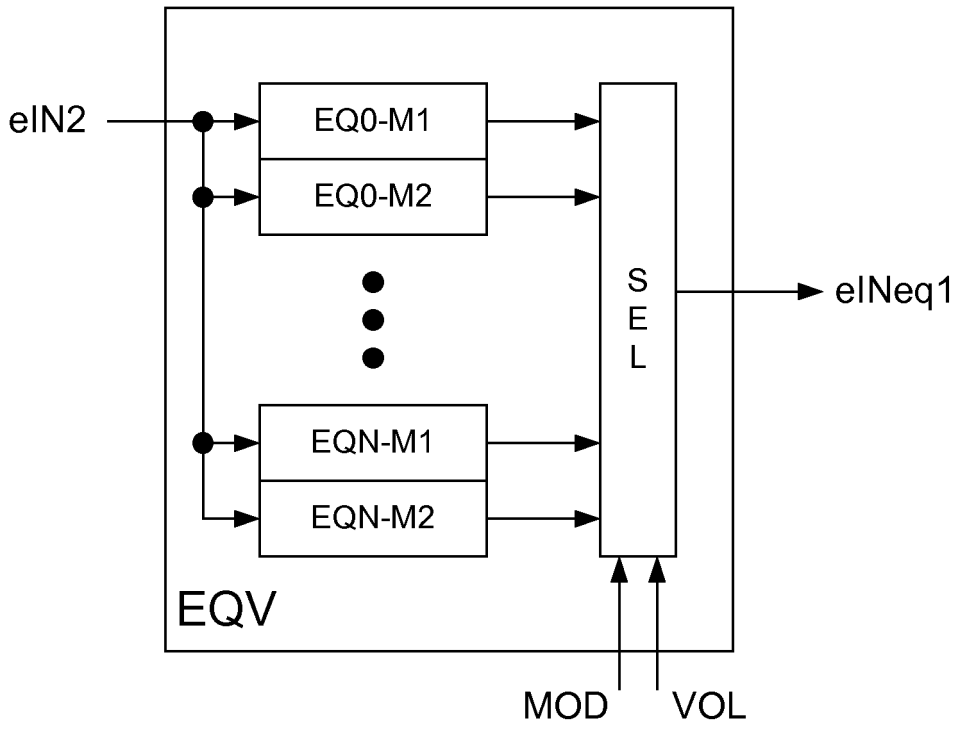 eIN2
EQ0-M1
EQ0-M2
S
E
L
eINeq1
EQN-M1
EQN-M2
EQV
MOD
VOL